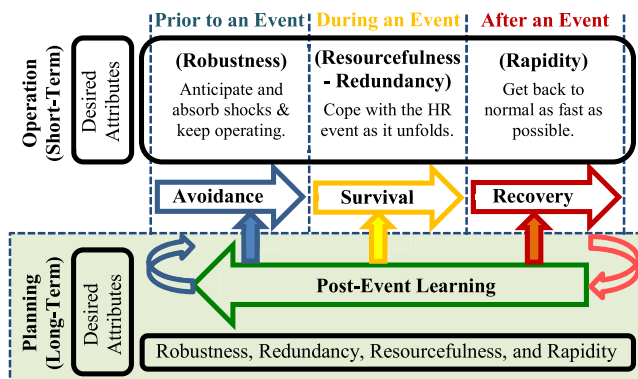 Prior to an Event
During an Event
After an Event
Operation
(Short-Term)
Desired
Attributes
(Robustness)
Anticipate and
absorb shocks &
keep operating.
(Resourcefulness
- Redundancy)
Cope with the HR
event as it unfolds.
(Rapidity)
Get back to
normal as fast as
possible.
Avoidance
Survival
Recovery
Planning
(Long-Term)
Desired
Attributes
Post-Event Learning
Robustness, Redundancy, Resourcefulness, and Rapidity